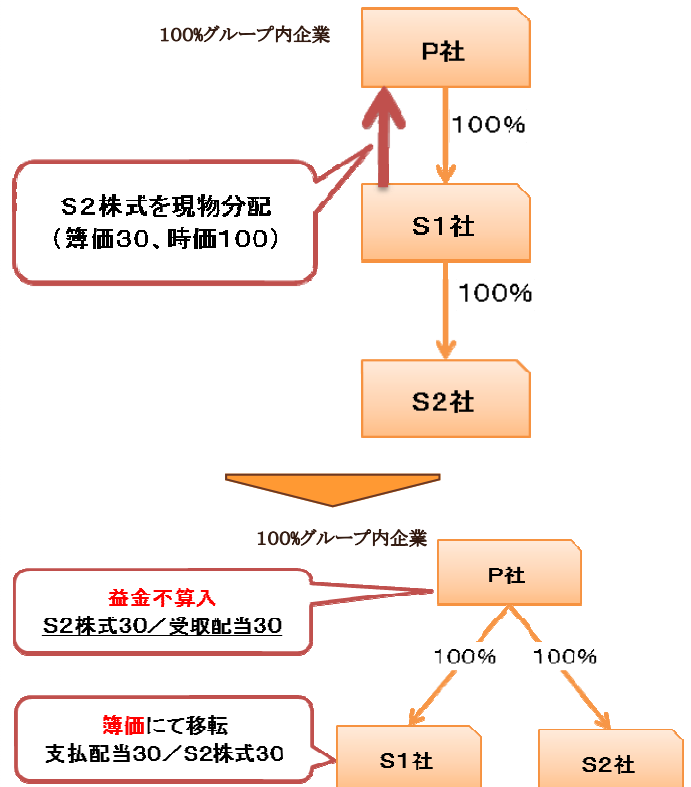 100%グループ内企業
P社
100%
S2株式を現物分配
(簿価30、時価100)
S1社
100%
S2社
100%グループ内企業
P社
益金不算入
S2株式30/受取配当30
100%
100%
簿価にて移転
支払配当30/S2株式30
S1社
S2社